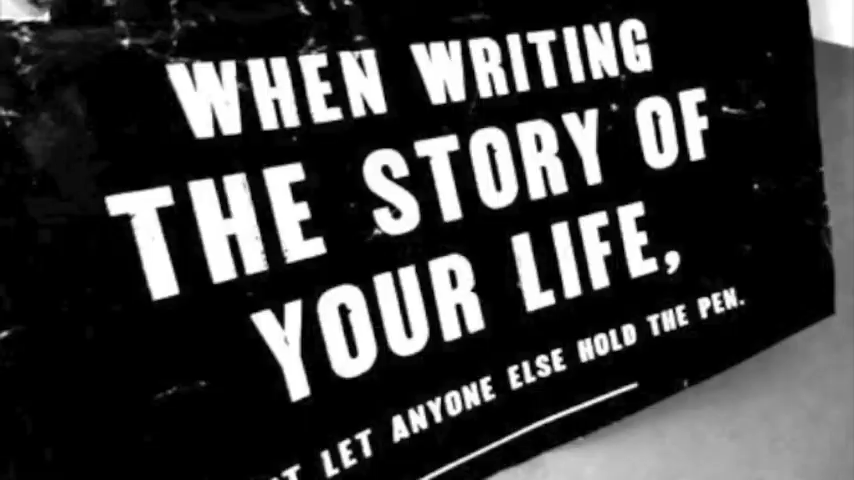 WHEN WRITING
THE STORY OF
YOUR LIFE,
LET ANYONE ELSE HOLD THE PEN.